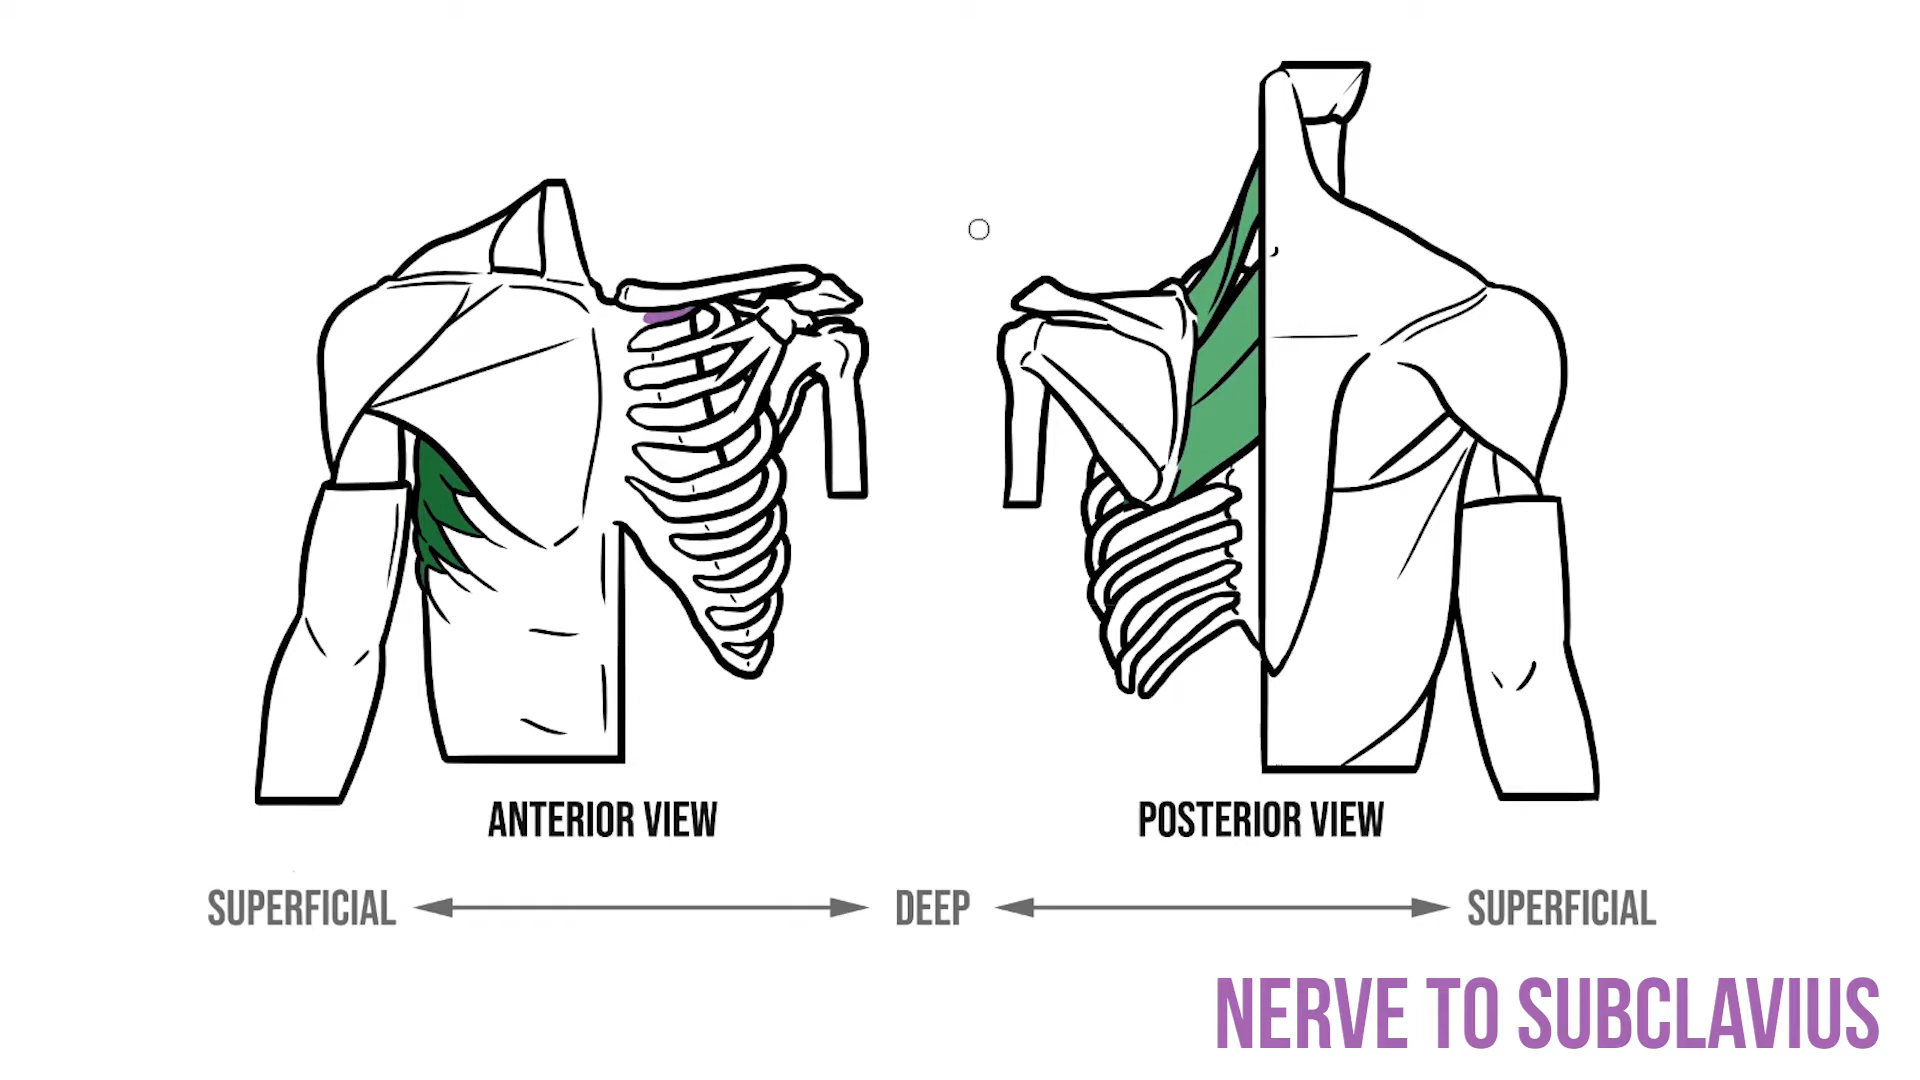 ANTERIOR VIEW
POSTERIOR VIEW
SUPERFICIAL
DEEP
SUPERFICIAL
NERVE TO SUBCLAVIUS